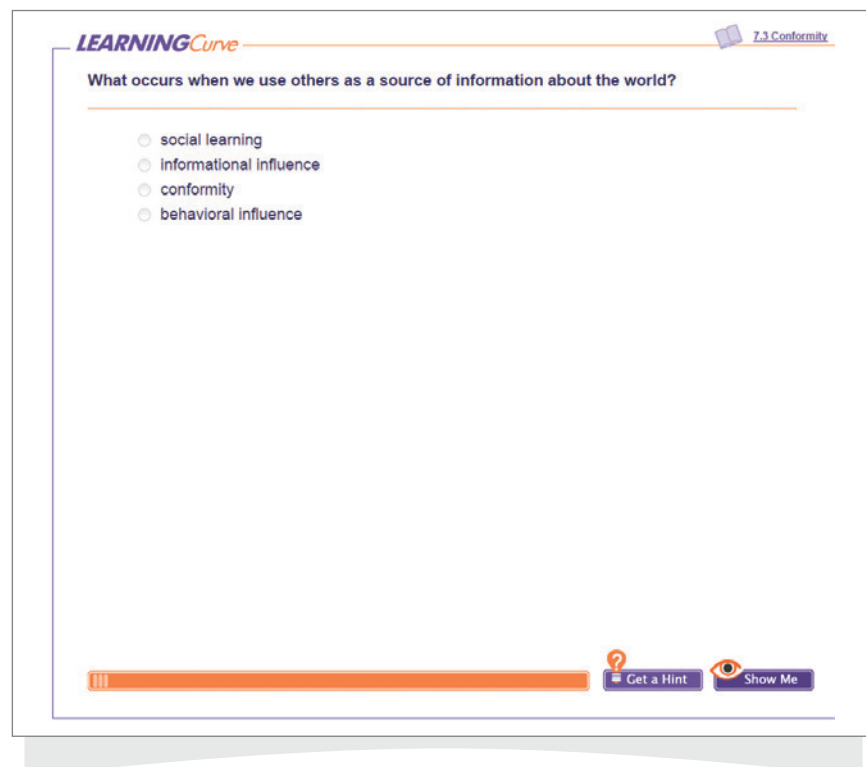 LEARNINGCurve
7.3 Conformity
What occurs when we use others as a source of information about the world?
social learning
informational influence
conformity
behavioral influence
?
Get a Hint
Show Me